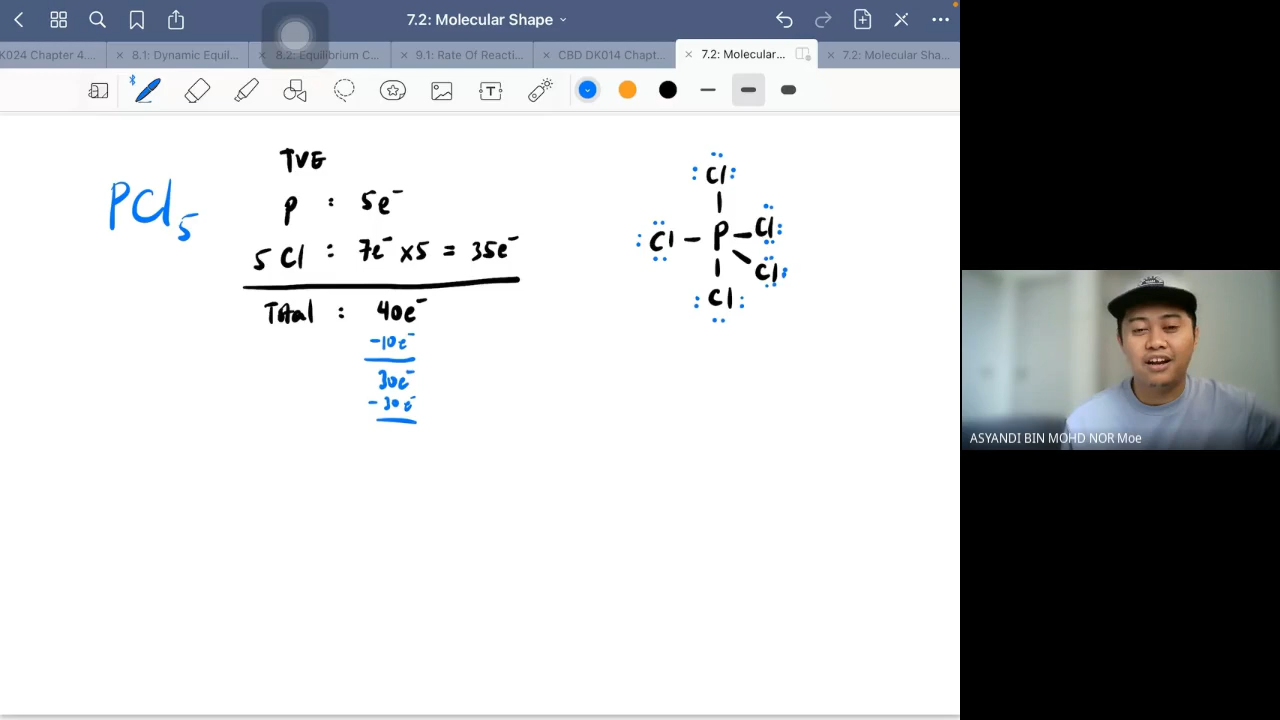 7.2: Molecular Shape
K024 Chapter 4....
8.1: Dynamic Equil...
8.2: Equilibrium C...
9.1: Rate Of Reacti...
CBD DK014 Chapt...
7.2: Molecular...
7.2: Molecular Sha...
PCl5
TVE
P : 5e⁻
5 Cl : 7e⁻ x5 = 35e⁻
Total : 40e⁻
-10e⁻
30e⁻
-30e⁻
Cl
Cl - P - Cl
Cl
Cl
ASYANDI BIN MOHD NOR Moe